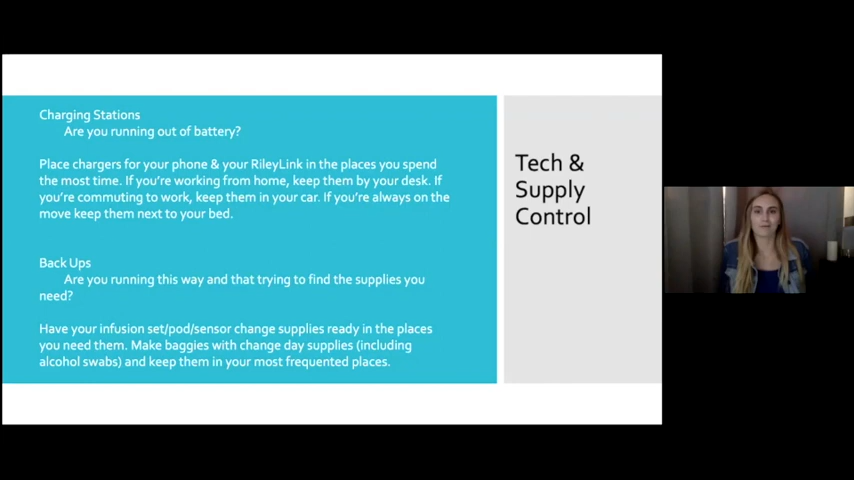 Charging Stations
Are you running out of battery?
Place chargers for your phone & your RileyLink in the places you spend
the most time. If you're working from home, keep them by your desk. If
you're commuting to work, keep them in your car. If you're always on the
move keep them next to your bed.
Back Ups
Are you running this way and that trying to find the supplies you
need?
Have your infusion set/pod/sensor change supplies ready in the places
you need them. Make baggies with change day supplies (including
alcohol swabs) and keep them in your most frequented places.
Tech &
Supply
Control